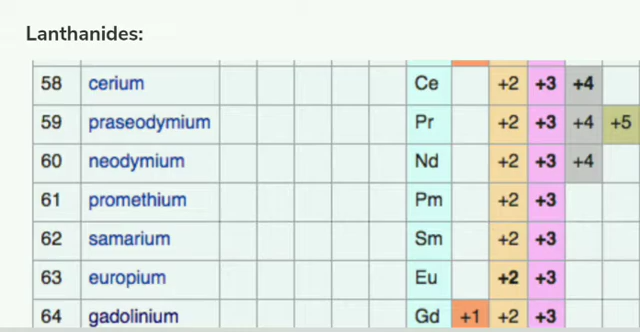 Lanthanides:
58 cerium Ce +2 +3 +4
59 praseodymium Pr +2 +3 +4 +5
60 neodymium Nd +2 +3 +4
61 promethium Pm +2 +3
62 samarium Sm +2 +3
63 europium Eu +2 +3
64 gadolinium Gd +1 +2 +3